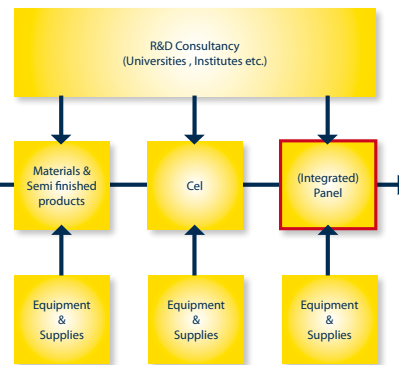 R&D Consultancy
(Universities , Institutes etc.)
Materials &
Semi finished
products
Cel
(Integrated)
Panel
Equipment
&
Supplies
Equipment
&
Supplies
Equipment
&
Supplies